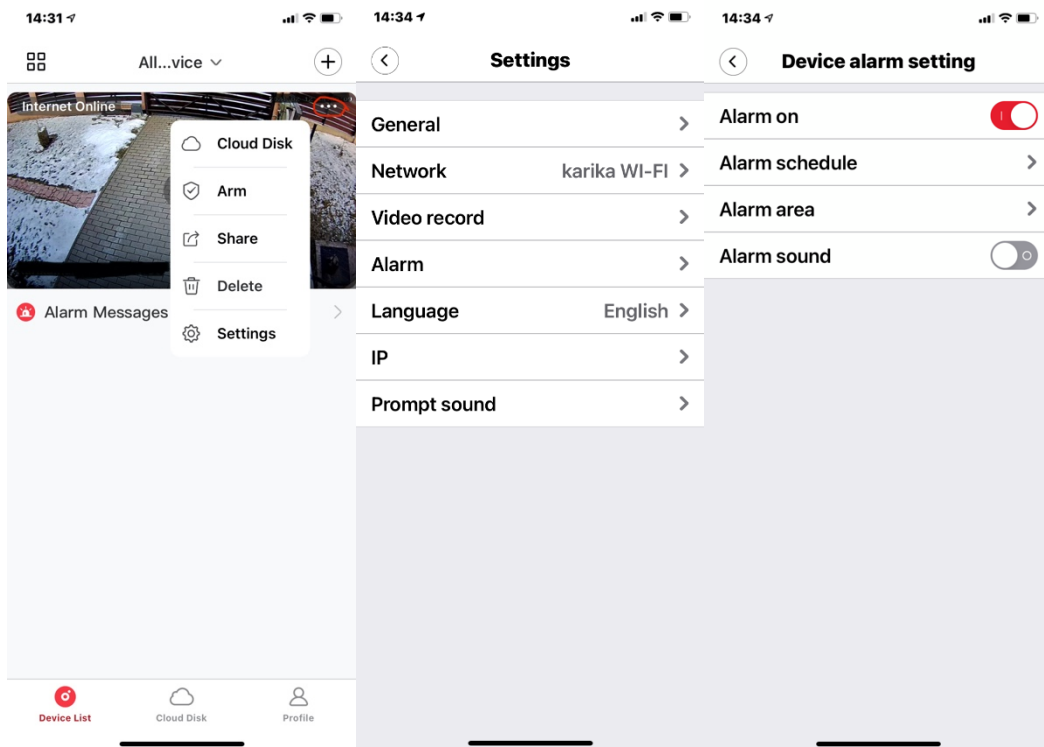 14:31
All...vice
Internet Online
Cloud Disk
Arm
Share
Delete
Settings
Alarm Messages
Device List
Cloud Disk
Profile
14:34
Settings
General
Network karika WI-FI
Video record
Alarm
Language English
IP
Prompt sound
14:34
Device alarm setting
Alarm on
Alarm schedule
Alarm area
Alarm sound